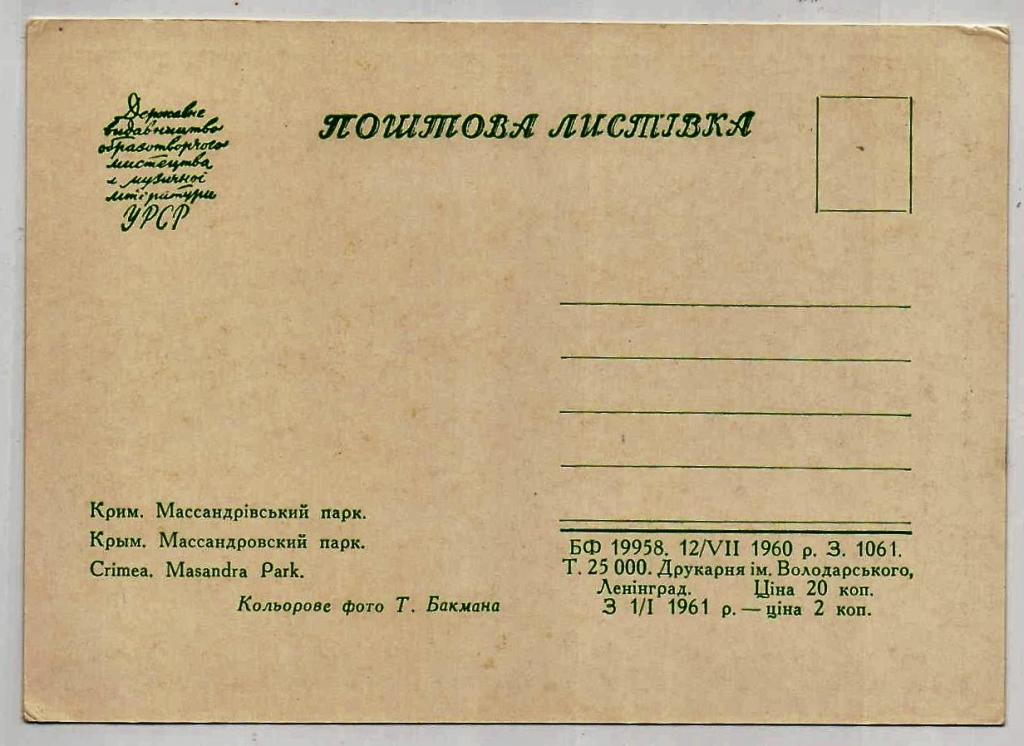 Державне
видавництво
образотворчого
мистецтва
і музичної
літератури
УРСР
ПОШТОВА ЛИСТІВКА
Крим. Массандрівський парк.
Крым. Массандровский парк.
Crimea. Masandra Park.
Кольорове фото Т. Бакмана
БФ 19958. 12/VII 1960 р. З. 1061.
Т. 25 000. Друкарня ім. Володарського,
Ленінград. Ціна 20 коп.
З 1/I 1961 р. — ціна 2 коп.